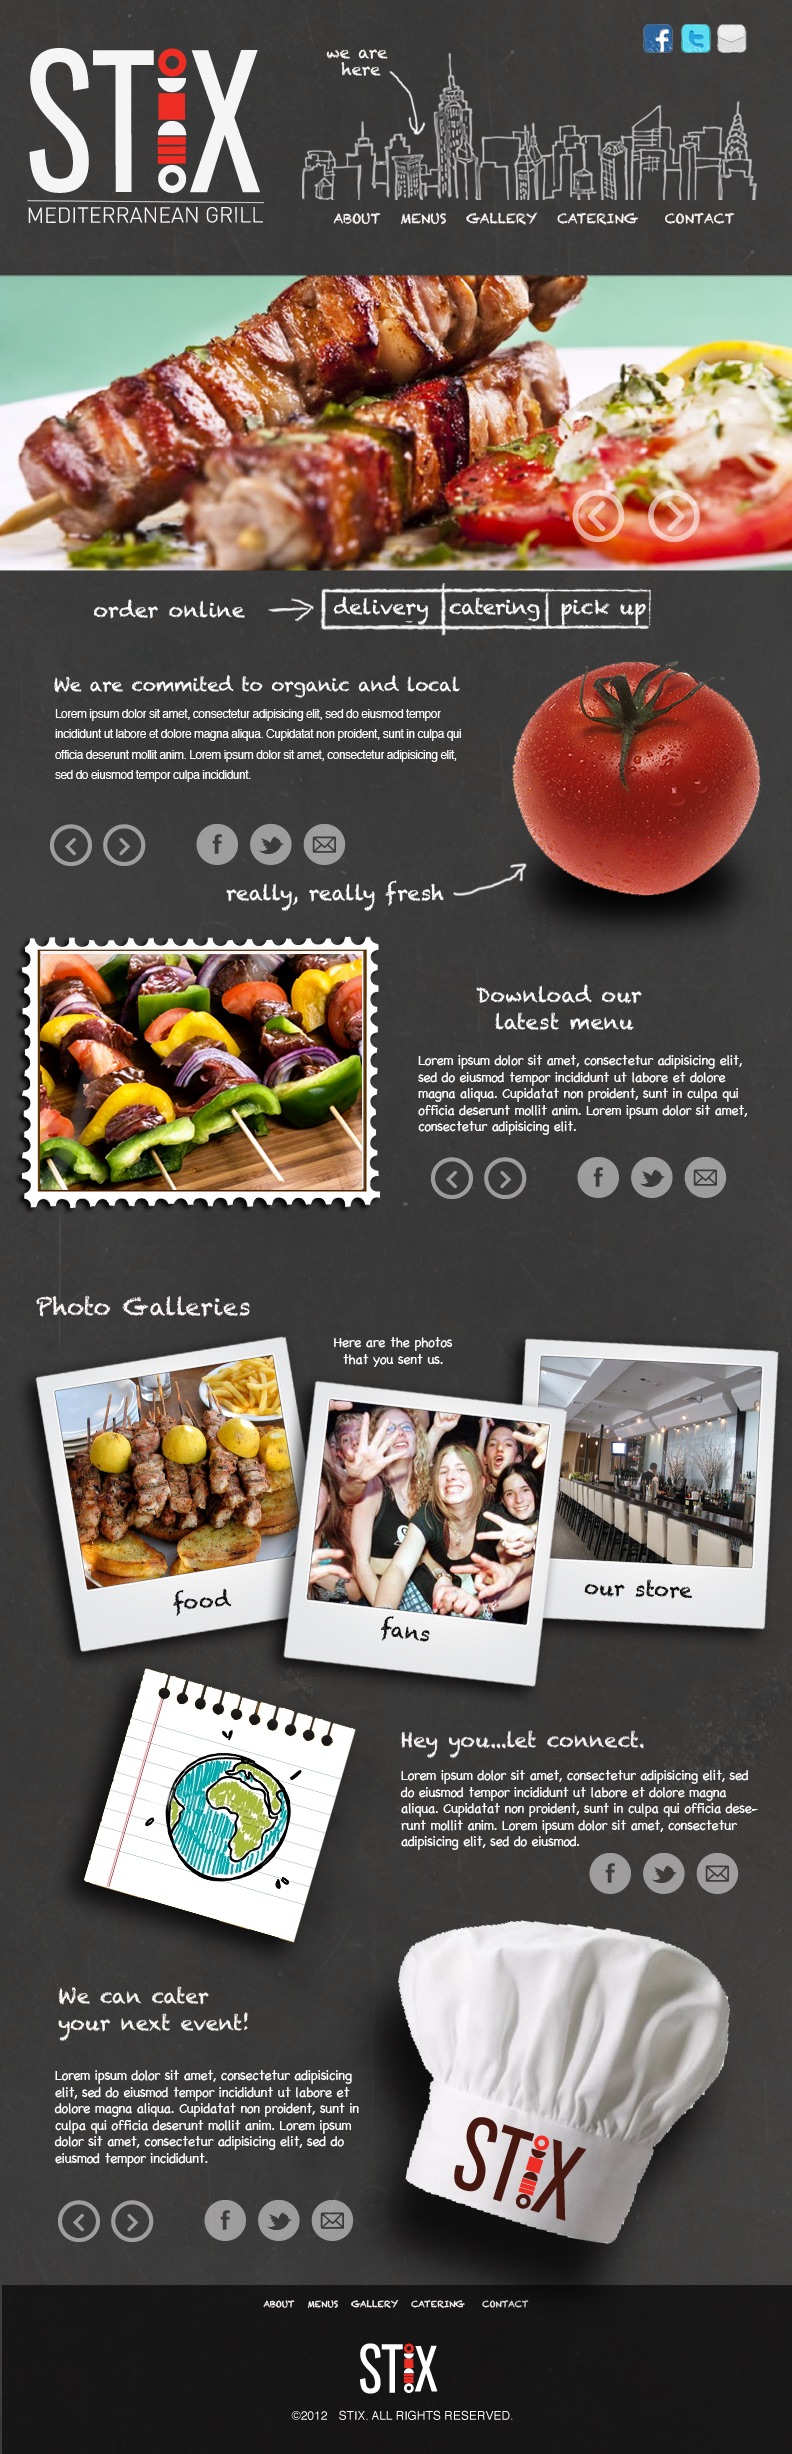 we are
here
STiX
MEDITERRANEAN GRILL
ABOUT MENUS GALLERY CATERING CONTACT
order online delivery catering pick up
We are commited to organic and local
Lorem ipsum dolor sit amet, consectetur adipisicing elit, sed do eiusmod tempor
incididunt ut labore et dolore magna aliqua. Cupidatat non proident, sunt in culpa qui
officia deserunt mollit anim. Lorem ipsum dolor sit amet, consectetur adipisicing elit,
sed do eiusmod tempor culpa incididunt.
really, really fresh
Download our
latest menu
Lorem ipsum dolor sit amet, consectetur adipisicing elit,
sed do eiusmod tempor incididunt ut labore et dolore
magna aliqua. Cupidatat non proident, sunt in culpa qui
officia deserunt mollit anim. Lorem ipsum dolor sit amet,
consectetur adipisicing elit.
Photo Galleries
Here are the photos
that you sent us.
food
fans
our store
Hey you...let connect.
Lorem ipsum dolor sit amet, consectetur adipisicing elit, sed
do eiusmod tempor incididunt ut labore et dolore magna
aliqua. Cupidatat non proident, sunt in culpa qui officia dese-
runt mollit anim. Lorem ipsum dolor sit amet, consectetur
adipisicing elit, sed do eiusmod.
We can cater
your next event!
Lorem ipsum dolor sit amet, consectetur adipisicing
elit, sed do eiusmod tempor incididunt ut labore et
dolore magna aliqua. Cupidatat non proident, sunt in
culpa qui officia deserunt mollit anim. Lorem ipsum
dolor sit amet, consectetur adipisicing elit, sed do
eiusmod tempor incididunt.
STiX
ABOUT MENUS GALLERY CATERING CONTACT
STiX
©2012 STIX. ALL RIGHTS RESERVED.